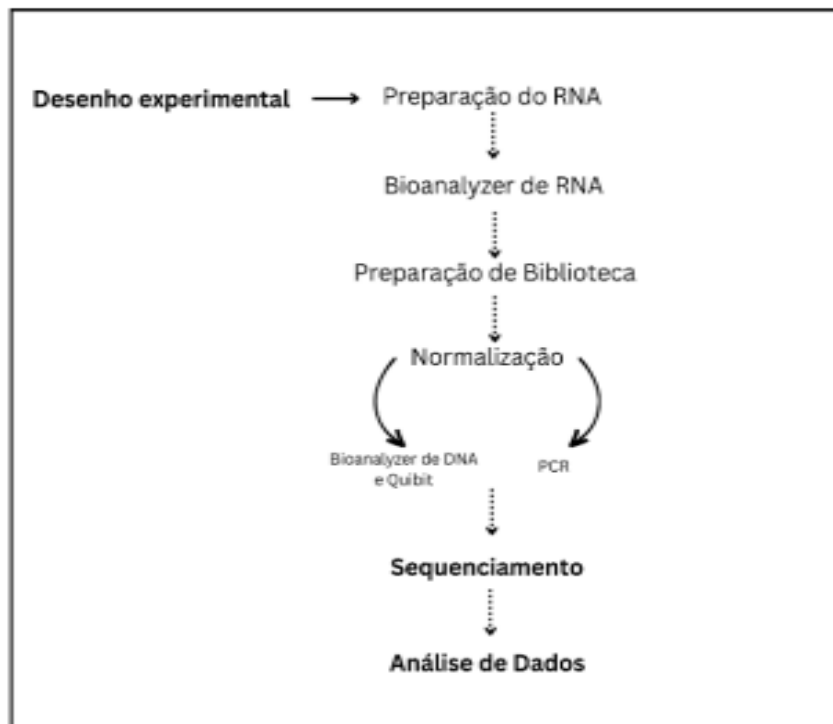 Desenho experimental
Preparação do RNA
Bioanalyzer de RNA
Preparação de Biblioteca
Normalização
Bioanalyzer de DNA
e Quibit
PCR
Sequenciamento
Análise de Dados